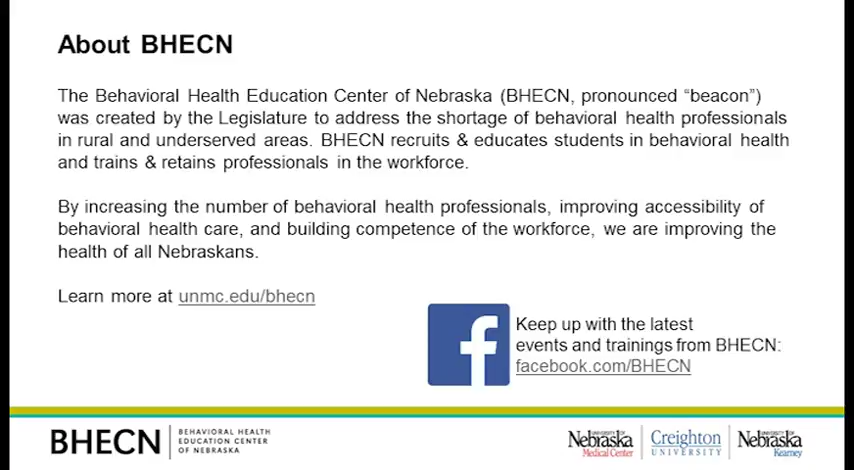 About BHECN
The Behavioral Health Education Center of Nebraska (BHECN, pronounced “beacon”)
was created by the Legislature to address the shortage of behavioral health professionals
in rural and underserved areas. BHECN recruits & educates students in behavioral health
and trains & retains professionals in the workforce.
By increasing the number of behavioral health professionals, improving accessibility of
behavioral health care, and building competence of the workforce, we are improving the
health of all Nebraskans.
Learn more at unmc.edu/bhecn
f
Keep up with the latest
events and trainings from BHECN:
facebook.com/BHECN
BHECN
BEHAVIORAL HEALTH
EDUCATION CENTER
OF NEBRASKA
UNIVERSITY OF
Nebraska
Medical Center
Creighton
UNIVERSITY
UNIVERSITY OF
Nebraska
Kearney